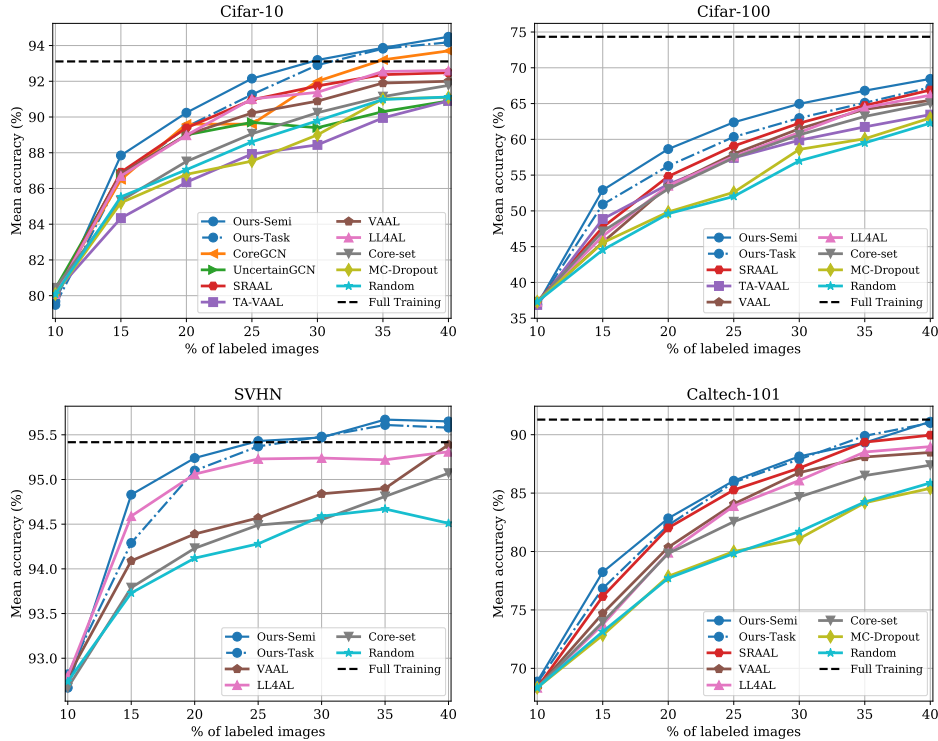 Cifar-10
Mean accuracy (%)
94
92
90
88
86
84
82
80
10 15 20 25 30 35 40
% of labeled images
Ours-Semi
Ours-Task
CoreGCN
UncertainGCN
SRAAL
TA-VAAL
VAAL
LL4AL
Core-set
MC-Dropout
Random
Full Training
Cifar-100
Mean accuracy (%)
75
70
65
60
55
50
45
40
35
10 15 20 25 30 35 40
% of labeled images
Ours-Semi
Ours-Task
SRAAL
TA-VAAL
VAAL
LL4AL
Core-set
MC-Dropout
Random
Full Training
SVHN
Mean accuracy (%)
95.5
95.0
94.5
94.0
93.5
93.0
10 15 20 25 30 35 40
% of labeled images
Ours-Semi
Ours-Task
VAAL
LL4AL
Core-set
Random
Full Training
Caltech-101
Mean accuracy (%)
90
85
80
75
70
10 15 20 25 30 35 40
% of labeled images
Ours-Semi
Ours-Task
SRAAL
VAAL
LL4AL
Core-set
MC-Dropout
Random
Full Training